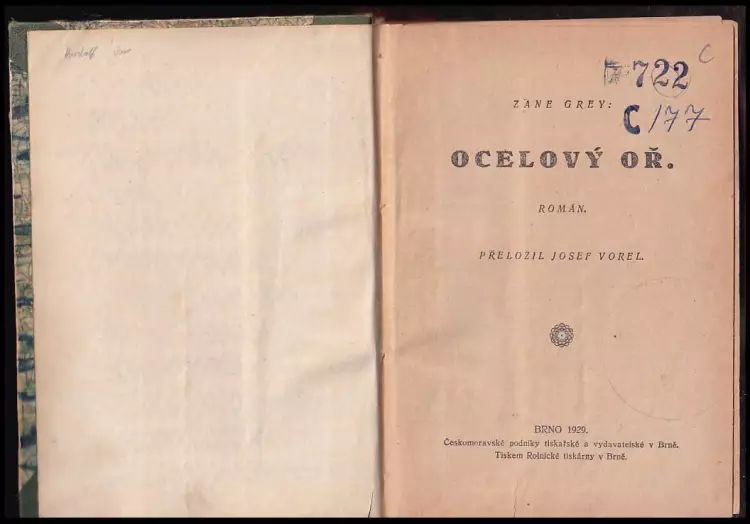 722
C
C/77
ZANE GREY:
OCELOVÝ OŘ.
ROMÁN.
PŘELOŽIL JOSEF VOREL.
BRNO 1929.
Českomoravské podniky tiskařské a vydavatelské v Brně.
Tiskem Rolnické tiskárny v Brně.